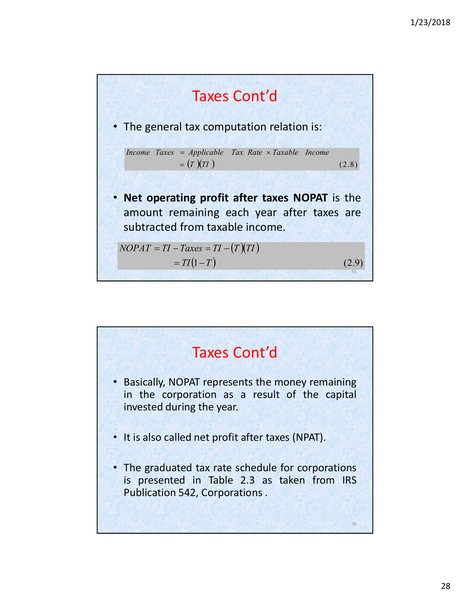 1/23/2018
Taxes Cont'd
• The general tax computation relation is:
Income Taxes = Applicable Tax Rate × Taxable Income
= (T)(TI) (2.8)
• Net operating profit after taxes NOPAT is the
amount remaining each year after taxes are
subtracted from taxable income.
NOPAT = TI − Taxes = TI − (T)(TI)
= TI(1 − T) (2.9)
Taxes Cont'd
• Basically, NOPAT represents the money remaining
in the corporation as a result of the capital
invested during the year.
• It is also called net profit after taxes (NPAT).
• The graduated tax rate schedule for corporations
is presented in Table 2.3 as taken from IRS
Publication 542, Corporations .
28